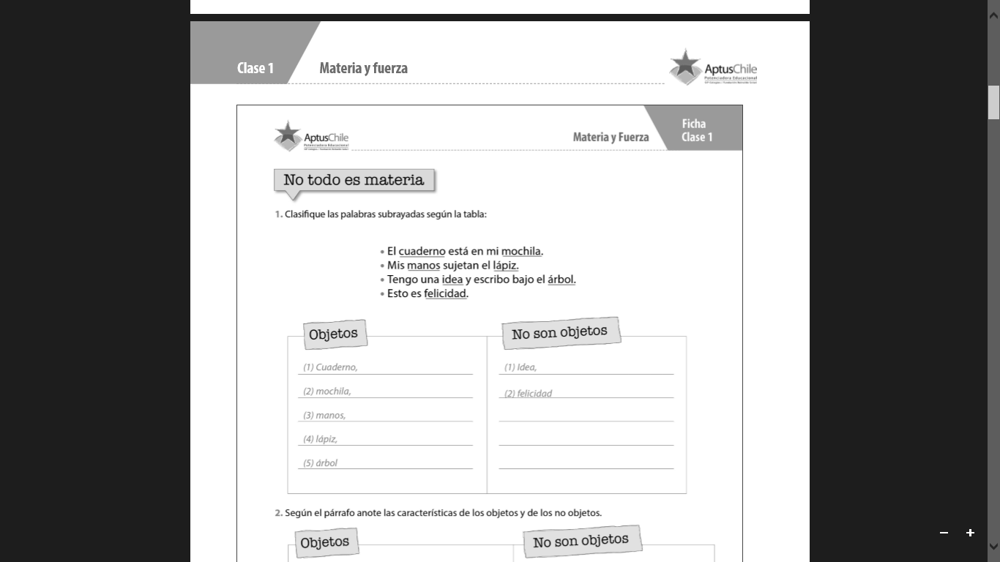 Clase 1
Materia y fuerza
AptusChile
Potenciadora Educacional
AptusChile
Potenciadora Educacional
Materia y Fuerza
Ficha
Clase 1
No todo es materia
1. Clasifique las palabras subrayadas según la tabla:
• El cuaderno está en mi mochila.
• Mis manos sujetan el lápiz.
• Tengo una idea y escribo bajo el árbol.
• Esto es felicidad.
Objetos
No son objetos
(1) Cuaderno,
(1) Idea,
(2) mochila,
(2) felicidad
(3) manos,
(4) lápiz,
(5) árbol
2. Según el párrafo anote las características de los objetos y de los no objetos.
Objetos
No son objetos